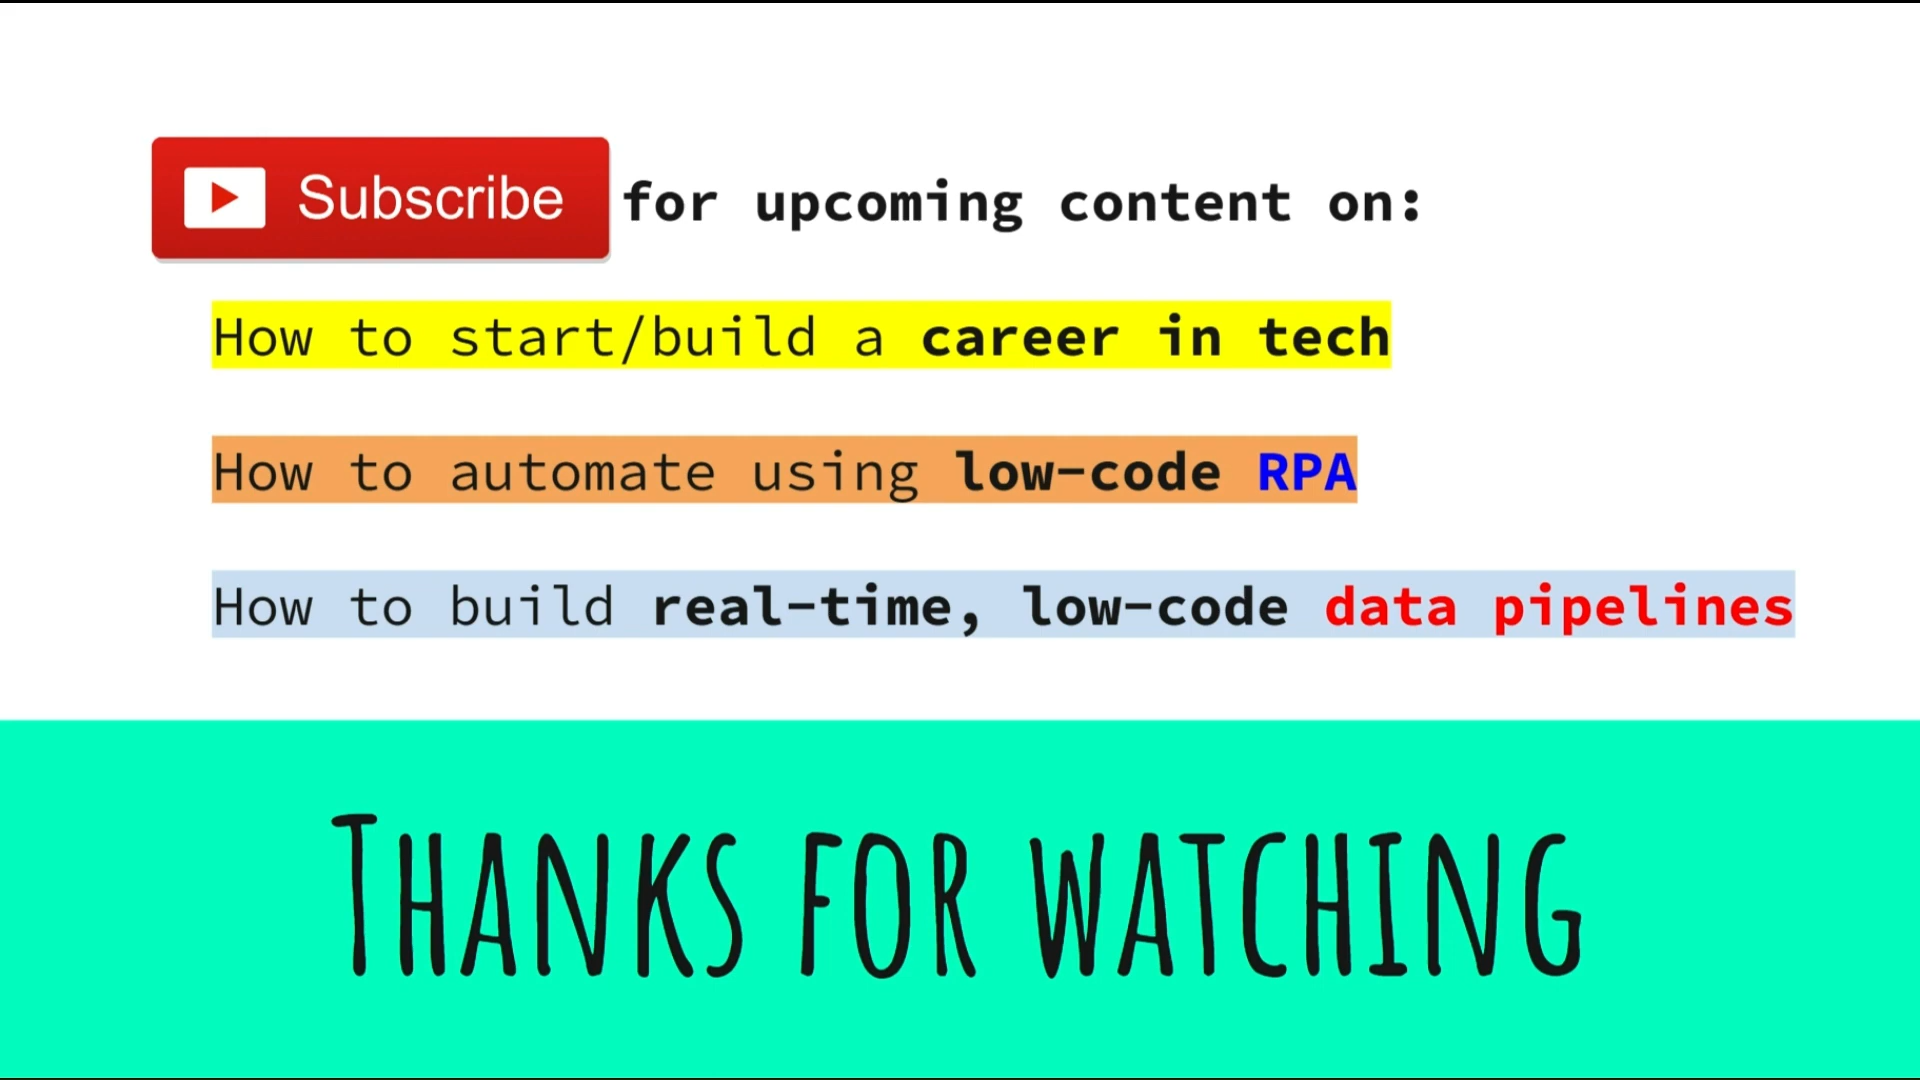 Subscribe for upcoming content on:
How to start/build a career in tech
How to automate using low-code RPA
How to build real-time, low-code data pipelines
THANKS FOR WATCHING